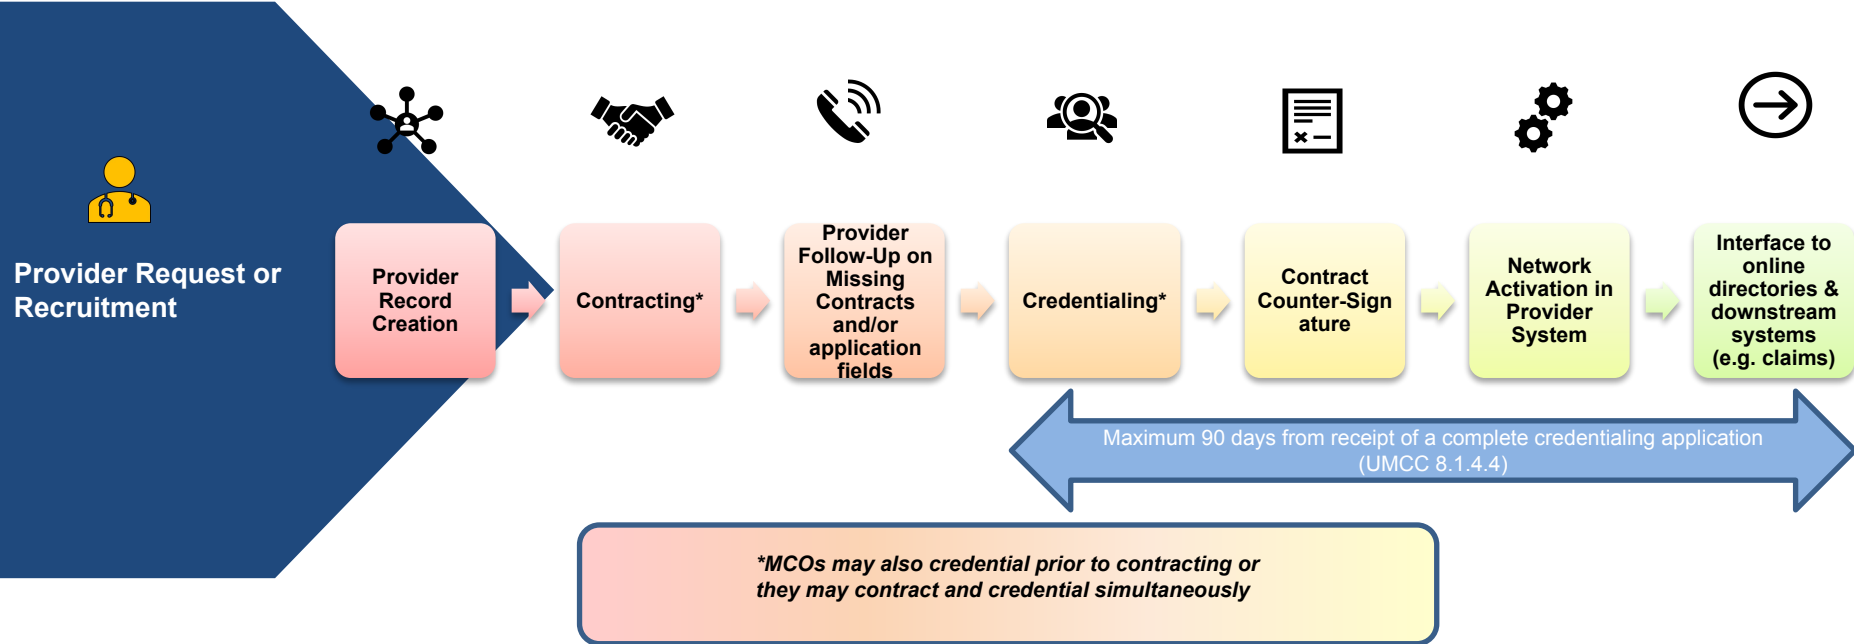 Provider Request or
Recruitment
Provider
Record
Creation
Contracting*
Provider
Follow-Up on
Missing
Contracts
and/or
application
fields
Credentialing*
Contract
Counter-Sign
ature
Network
Activation in
Provider
System
Interface to
online
directories &
downstream
systems
(e.g. claims)
Maximum 90 days from receipt of a complete credentialing application
(UMCC 8.1.4.4)
*MCOs may also credential prior to contracting or
they may contract and credential simultaneously